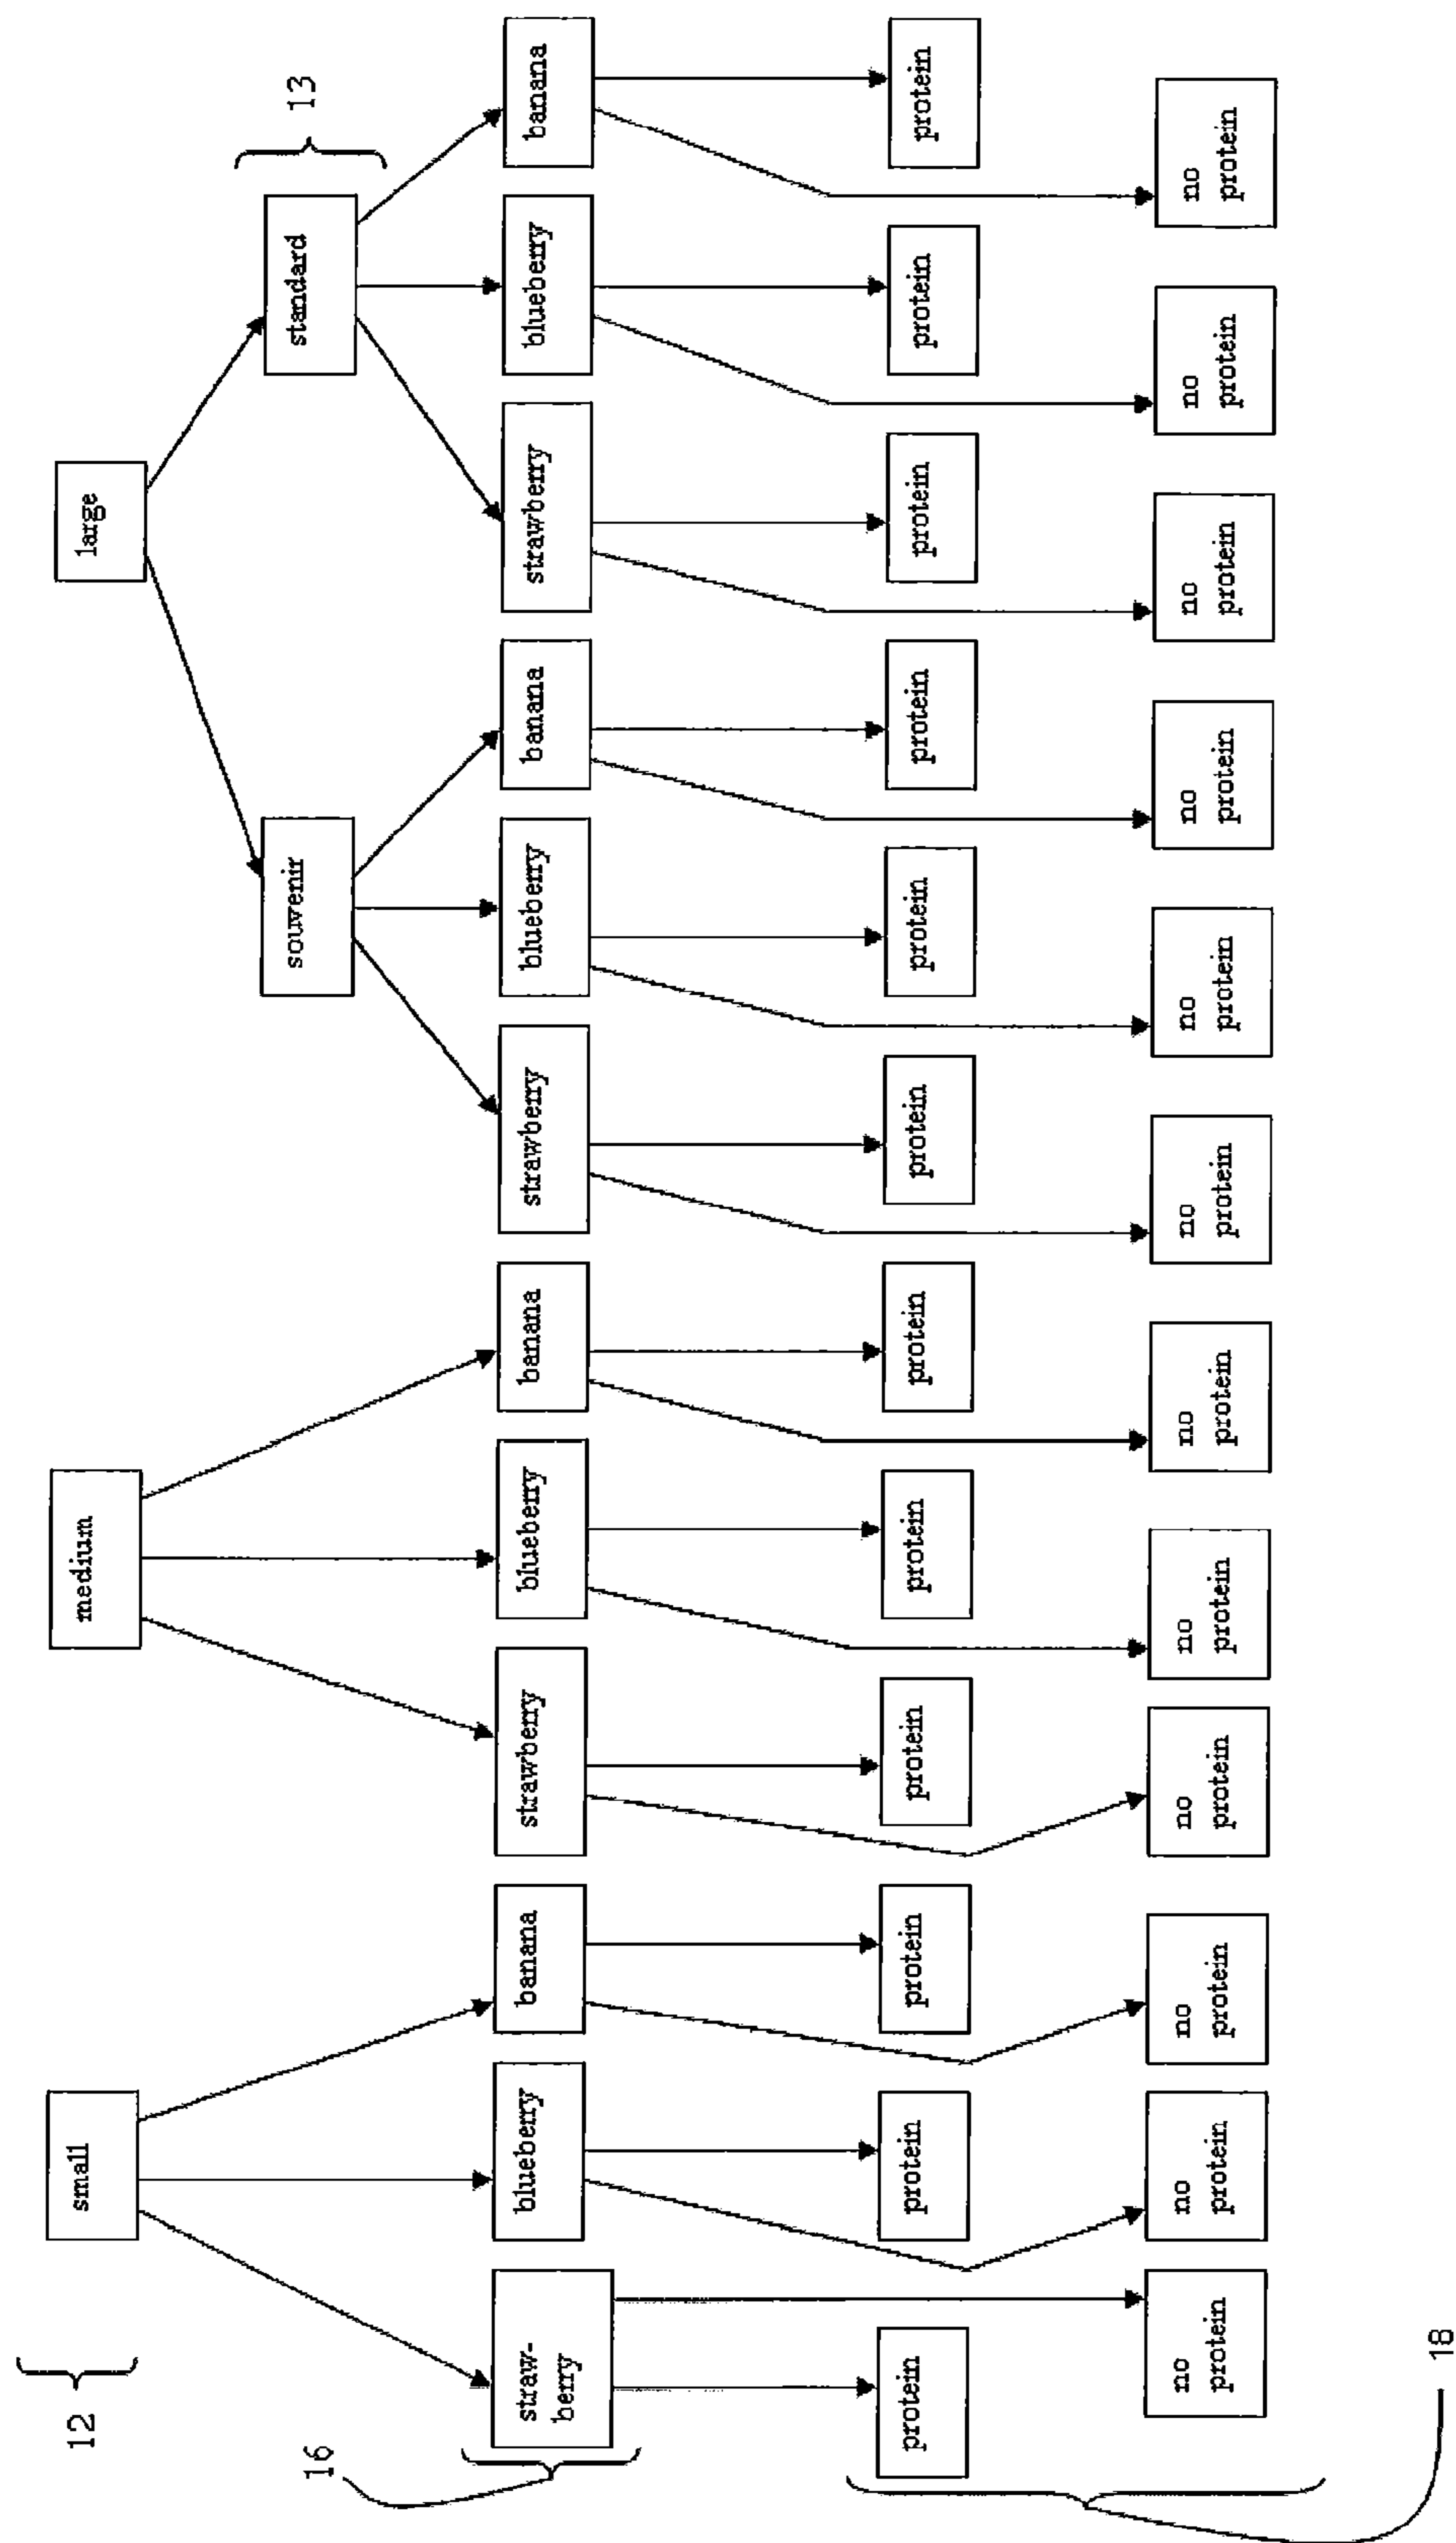 12
small
medium
large
souvenir
standard
13
16
straw-
berry
blueberry
banana
strawberry
blueberry
banana
strawberry
blueberry
banana
strawberry
blueberry
banana
protein
protein
protein
protein
protein
protein
protein
protein
protein
protein
protein
protein
no
protein
no
protein
no
protein
no
protein
no
protein
no
protein
no
protein
no
protein
no
protein
no
protein
no
protein
no
protein
18